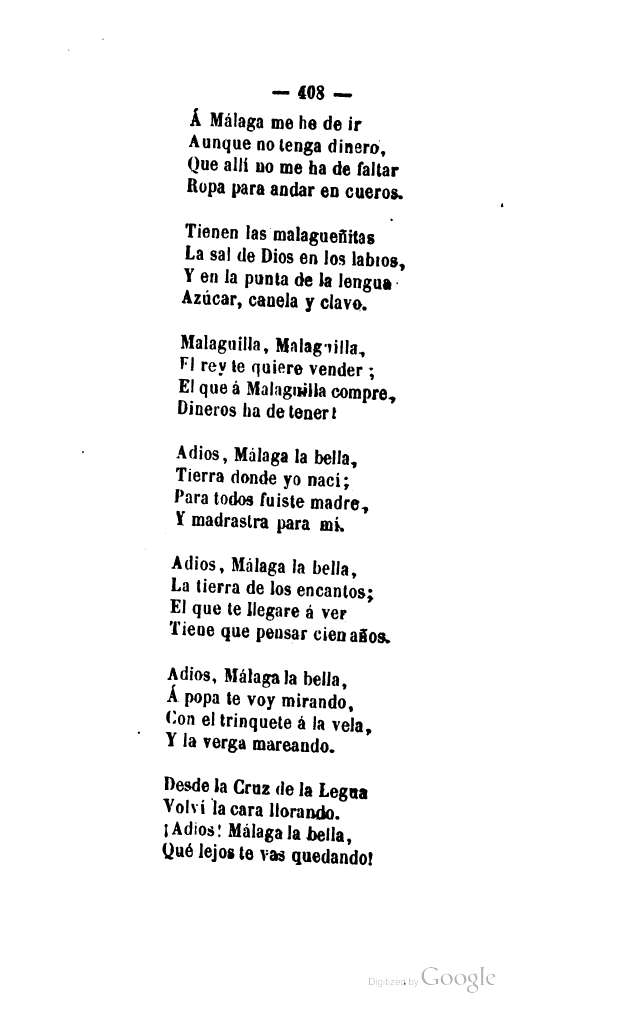 — 408 —
Á Málaga me he de ir
Aunque no tenga dinero,
Que allí no me ha de faltar
Ropa para andar en cueros.
Tienen las malagueñitas
La sal de Dios en los labios,
Y en la punta de la lengua
Azúcar, canela y clavo.
Malaguilla, Malaguilla,
El rey te quiere vender;
El que á Malaguilla compre,
Dineros ha de tener!
Adios, Málaga la bella,
Tierra donde yo nací;
Para todos fuiste madre,
Y madrastra para mí.
Adios, Málaga la bella,
La tierra de los encantos;
El que te llegare á ver
Tiene que pensar cien años.
Adios, Málaga la bella,
Á popa te voy mirando,
Con el trinquete á la vela,
Y la verga mareando.
Desde la Cruz de la Legua
Volví la cara llorando.
¡Adios! Málaga la bella,
Qué lejos te vas quedando!
Digitized by Google